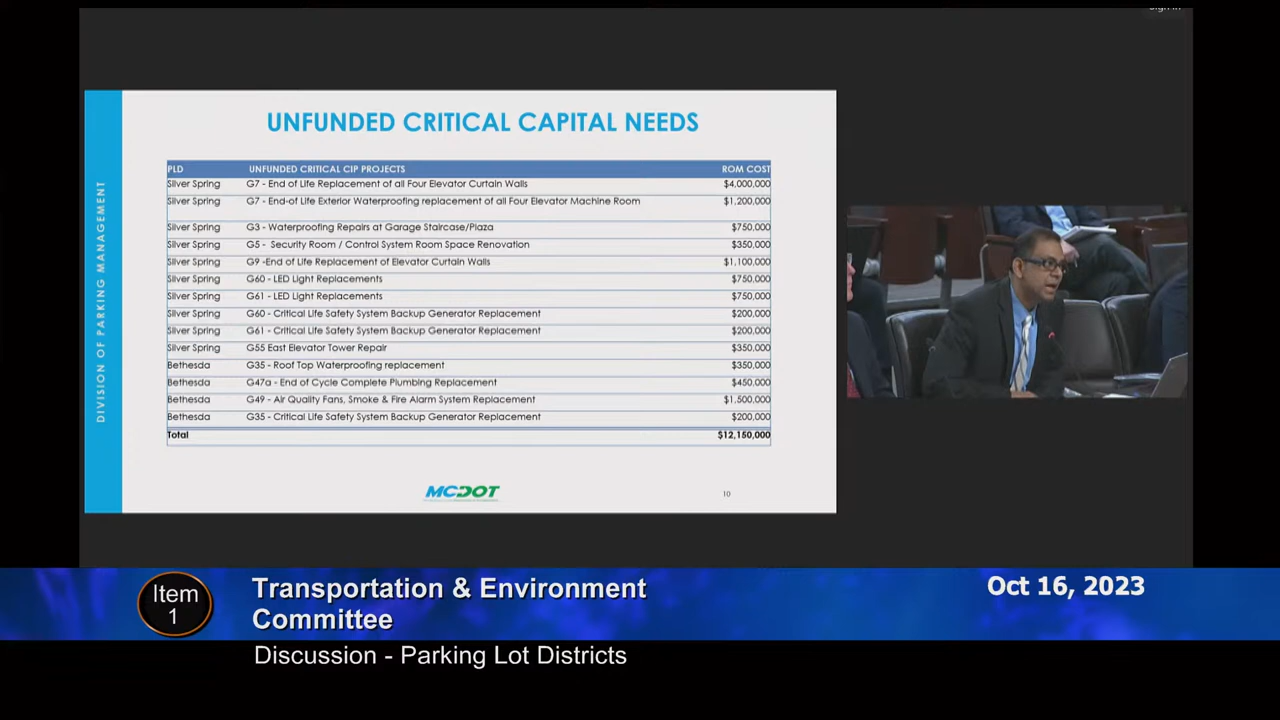 Sign In
UNFUNDED CRITICAL CAPITAL NEEDS
DIVISION OF PARKING MANAGEMENT
PLD UNFUNDED CRITICAL CIP PROJECTS ROM COST
Silver Spring G7 - End of Life Replacement of all Four Elevator Curtain Walls $4,000,000
Silver Spring G7 - End-of Life Exterior Waterproofing replacement of all Four Elevator Machine Room $1,200,000
Silver Spring G3 - Waterproofing Repairs at Garage Staircase/Plaza $750,000
Silver Spring G5 - Security Room / Control System Room Space Renovation $350,000
Silver Spring G9 -End of Life Replacement of Elevator Curtain Walls $1,100,000
Silver Spring G60 - LED Light Replacements $750,000
Silver Spring G61 - LED Light Replacements $750,000
Silver Spring G60 - Critical Life Safety System Backup Generator Replacement $200,000
Silver Spring G61 - Critical Life Safety System Backup Generator Replacement $200,000
Silver Spring G55 East Elevator Tower Repair $350,000
Bethesda G35 - Roof Top Waterproofing replacement $350,000
Bethesda G47a - End of Cycle Complete Plumbing Replacement $450,000
Bethesda G49 - Air Quality Fans, Smoke & Fire Alarm System Replacement $1,500,000
Bethesda G35 - Critical Life Safety System Backup Generator Replacement $200,000
Total $12,150,000
MCDOT
10
Item
1
Transportation & Environment
Committee
Oct 16, 2023
Discussion - Parking Lot Districts